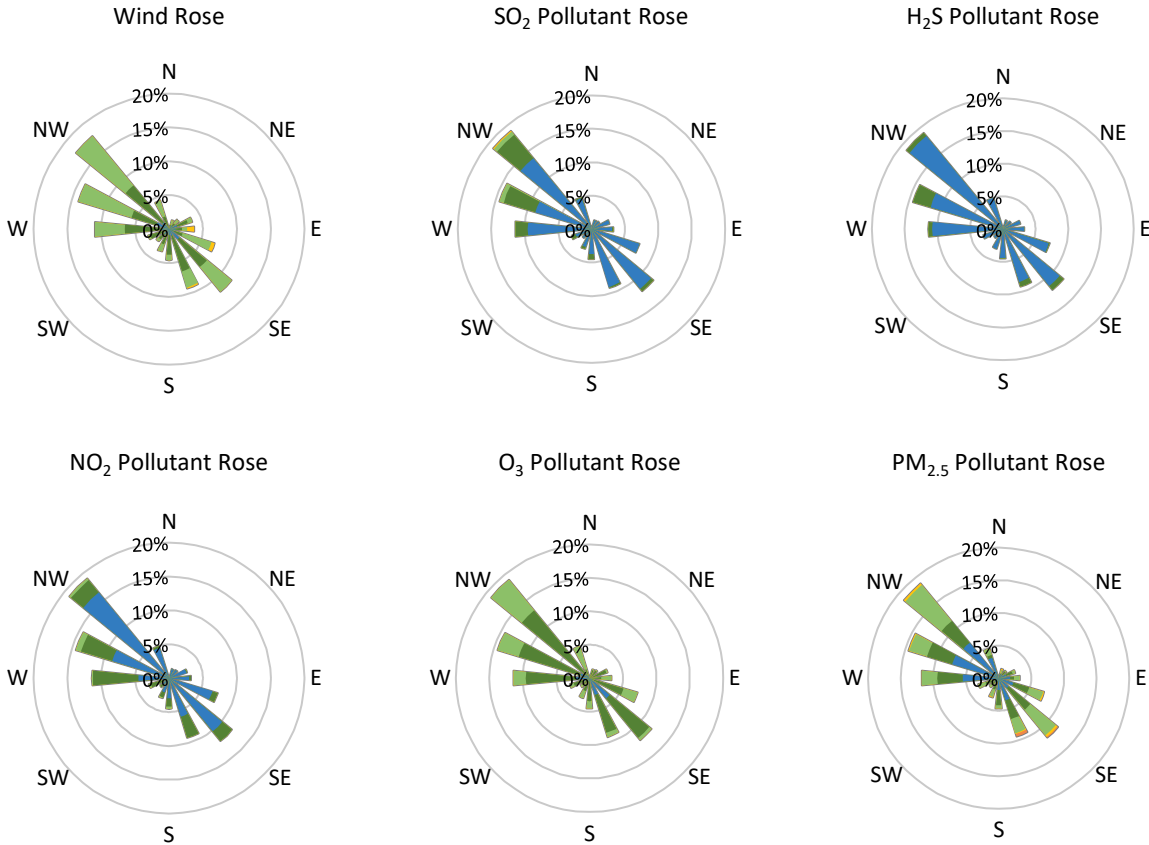 Wind Rose
N
NE
E
SE
S
SW
W
NW
20%
15%
10%
5%
0%
SO₂ Pollutant Rose
N
NE
E
SE
S
SW
W
NW
20%
15%
10%
5%
0%
H₂S Pollutant Rose
N
NE
E
SE
S
SW
W
NW
20%
15%
10%
5%
0%
NO₂ Pollutant Rose
N
NE
E
SE
S
SW
W
NW
20%
15%
10%
5%
0%
O₃ Pollutant Rose
N
NE
E
SE
S
SW
W
NW
20%
15%
10%
5%
0%
PM₂.₅ Pollutant Rose
N
NE
E
SE
S
SW
W
NW
20%
15%
10%
5%
0%